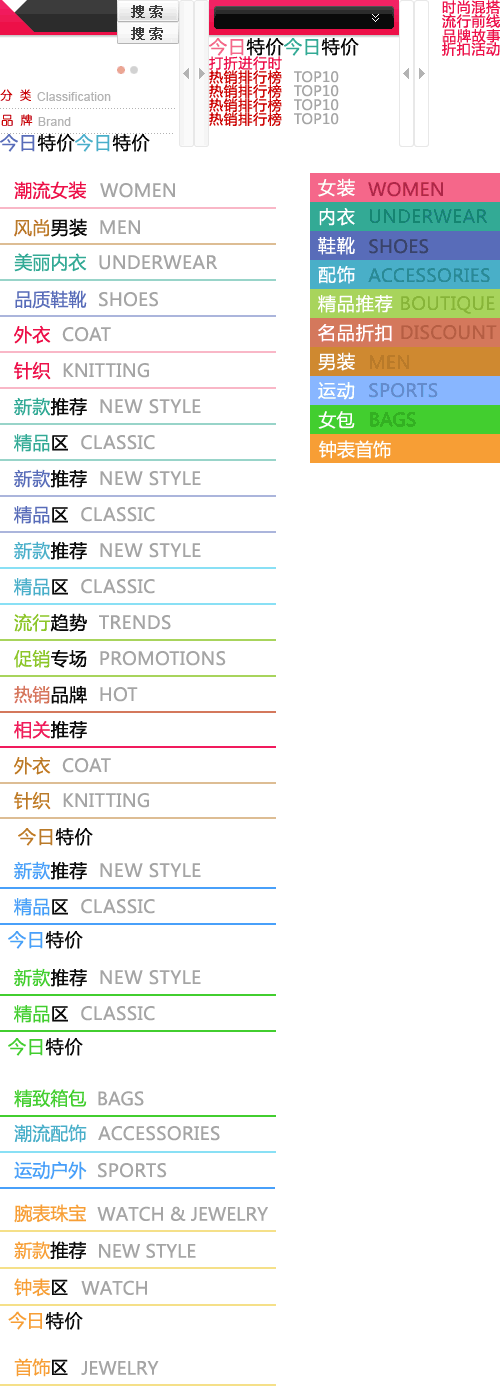 搜 索
搜 索
分 类 Classification
品 牌 Brand
今日特价今日特价
今日特价今日特价
打折进行时
热销排行榜 TOP10
热销排行榜 TOP10
热销排行榜 TOP10
热销排行榜 TOP10
时尚混搭
流行前线
品牌故事
折扣活动
潮流女装 WOMEN
风尚男装 MEN
美丽内衣 UNDERWEAR
品质鞋靴 SHOES
外衣 COAT
针织 KNITTING
新款推荐 NEW STYLE
精品区 CLASSIC
新款推荐 NEW STYLE
精品区 CLASSIC
新款推荐 NEW STYLE
精品区 CLASSIC
流行趋势 TRENDS
促销专场 PROMOTIONS
热销品牌 HOT
相关推荐
外衣 COAT
针织 KNITTING
今日特价
新款推荐 NEW STYLE
精品区 CLASSIC
今日特价
新款推荐 NEW STYLE
精品区 CLASSIC
今日特价
精致箱包 BAGS
潮流配饰 ACCESSORIES
运动户外 SPORTS
腕表珠宝 WATCH & JEWELRY
新款推荐 NEW STYLE
钟表区 WATCH
今日特价
首饰区 JEWELRY
女装 WOMEN
内衣 UNDERWEAR
鞋靴 SHOES
配饰 ACCESSORIES
精品推荐 BOUTIQUE
名品折扣 DISCOUNT
男装 MEN
运动 SPORTS
女包 BAGS
钟表首饰